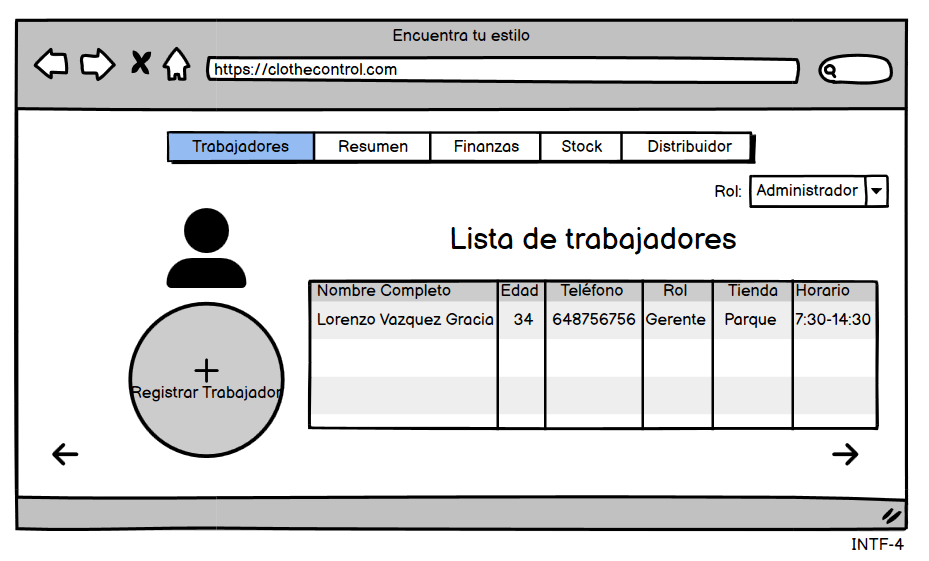 Encuentra tu estilo
https://clothecontrol.com
Trabajadores Resumen Finanzas Stock Distribuidor
Rol: Administrador
Lista de trabajadores
Nombre Completo Edad Teléfono Rol Tienda Horario
Lorenzo Vazquez Gracia 34 648756756 Gerente Parque 7:30-14:30
+
Registrar Trabajador
INTF-4